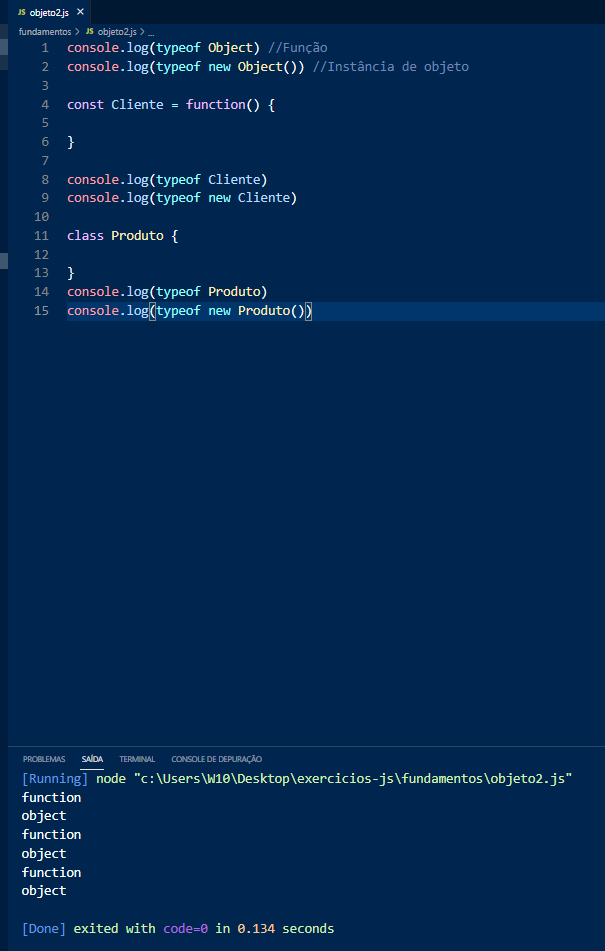 JS objeto2.js ×
fundamentos > JS objeto2.js > ...
1 console.log(typeof Object) //Função
2 console.log(typeof new Object()) //Instância de objeto
3
4 const Cliente = function() {
5
6 }
7
8 console.log(typeof Cliente)
9 console.log(typeof new Cliente)
10
11 class Produto {
12
13 }
14 console.log(typeof Produto)
15 console.log(typeof new Produto())
PROBLEMAS SAÍDA TERMINAL CONSOLE DE DEPURAÇÃO
[Running] node "c:\Users\W10\Desktop\exercicios-js\fundamentos\objeto2.js"
function
object
function
object
function
object
[Done] exited with code=0 in 0.134 seconds